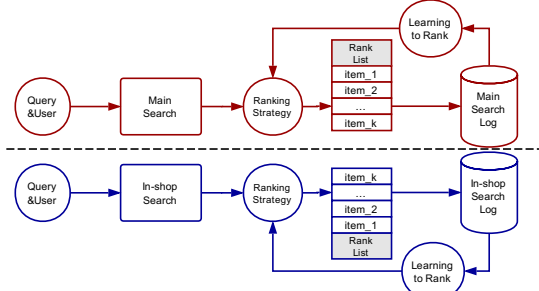 Learning
to Rank
Rank
List
item_1
item_2
...
item_k
Query
&User
Main
Search
Ranking
Strategy
Main
Search
Log
Query
&User
In-shop
Search
Ranking
Strategy
item_k
...
item_2
item_1
Rank
List
In-shop
Search
Log
Learning
to Rank